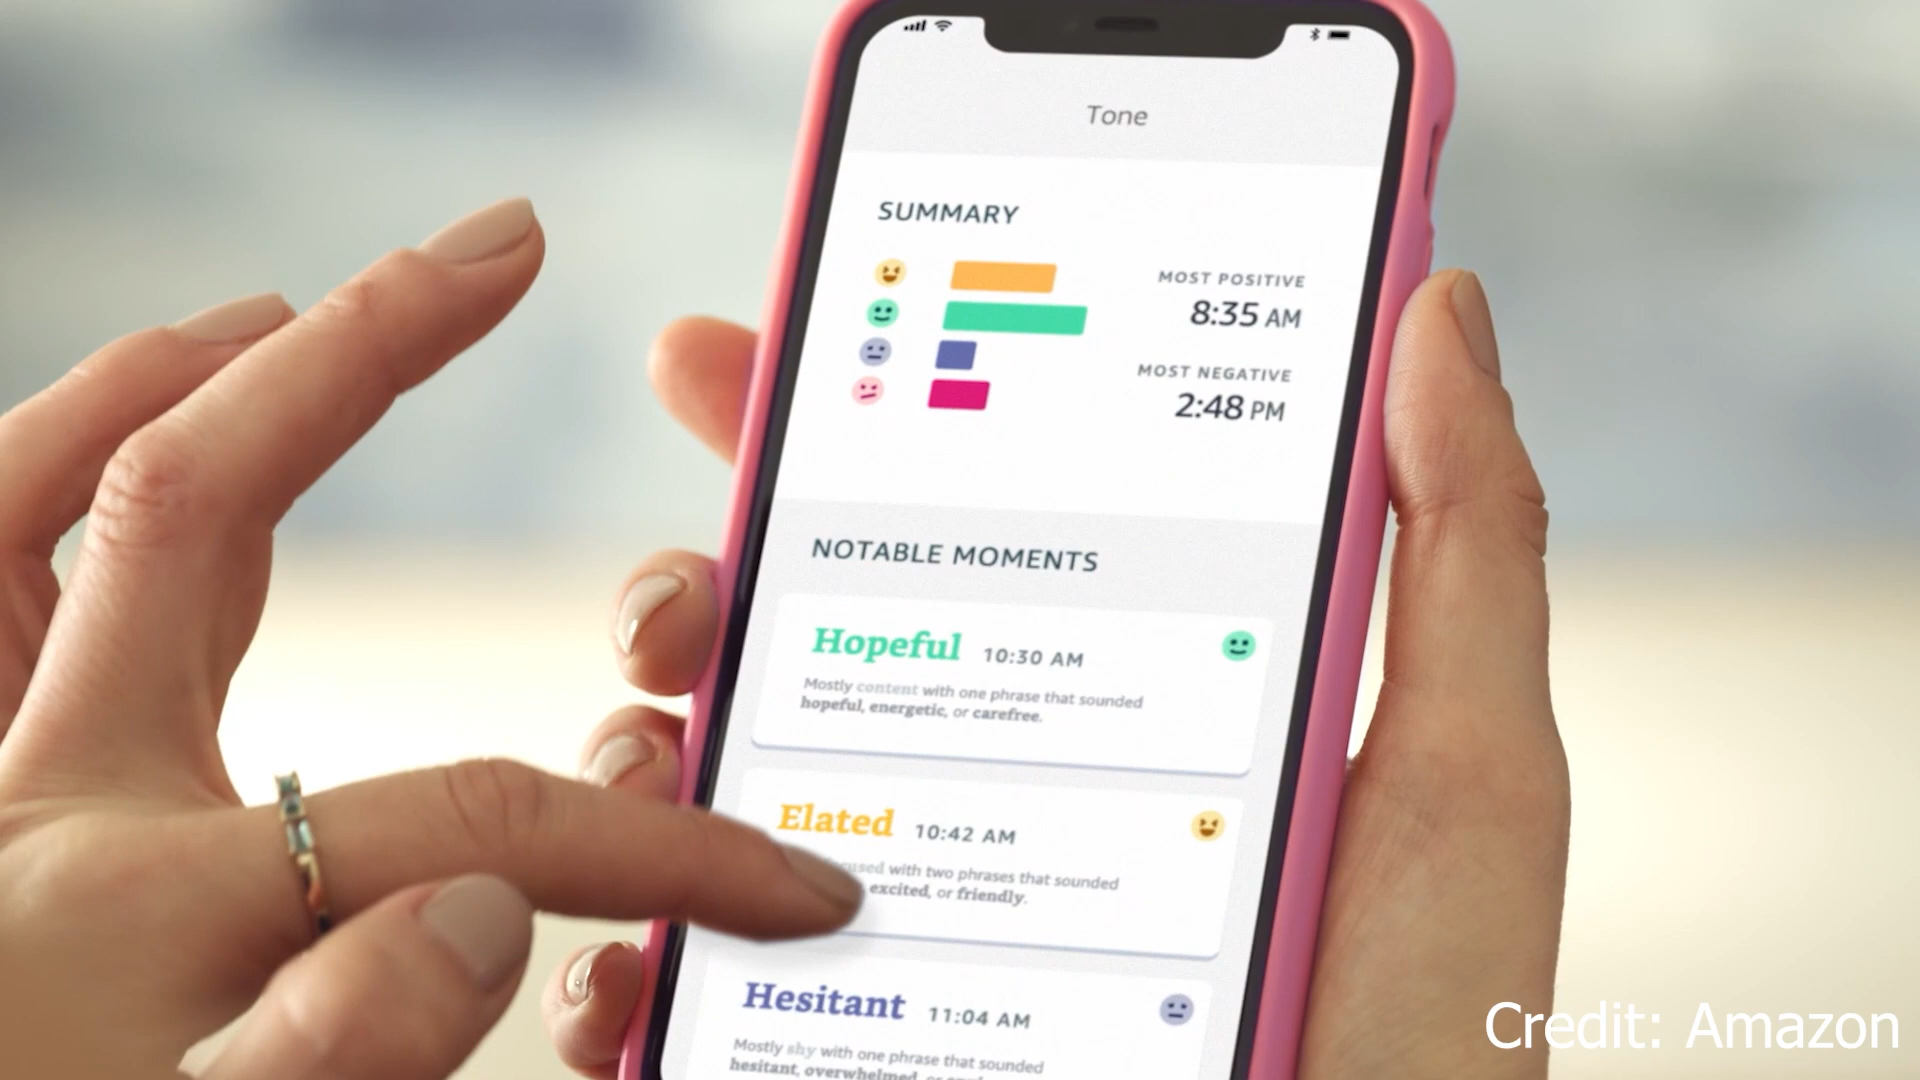 Tone
SUMMARY
MOST POSITIVE
8:35 AM
MOST NEGATIVE
2:48 PM
NOTABLE MOMENTS
Hopeful 10:30 AM
Mostly content with one phrase that sounded
hopeful, energetic, or carefree.
Elated 10:42 AM
with two phrases that sounded
excited, or friendly.
Hesitant 11:04 AM
Mostly shy with one phrase that sounded
hesitant, overwhelmed, or
Credit: Amazon